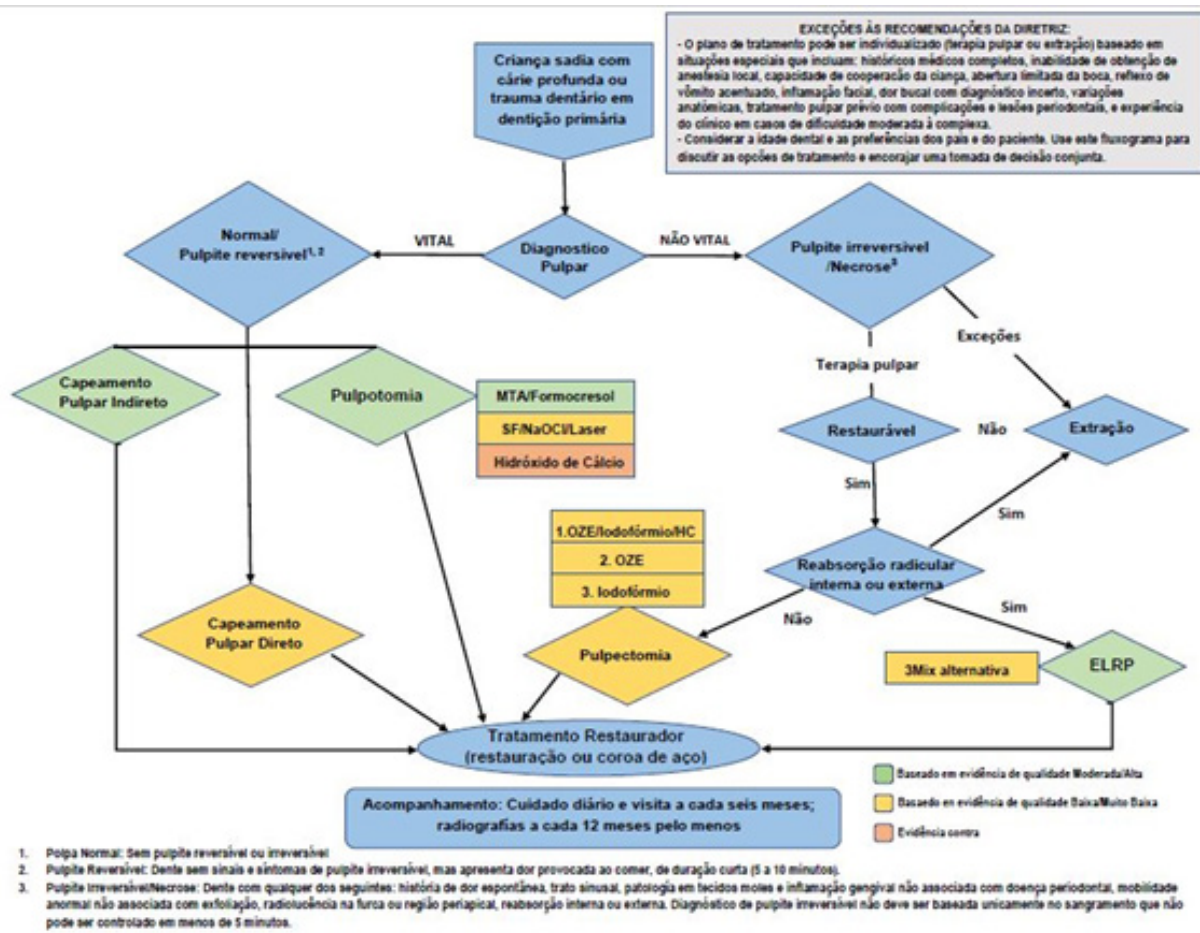 EXCEÇÕES ÀS RECOMENDAÇÕES DA DIRETRIZ:
- O plano de tratamento pode ser individualizado (terapia pulpar ou extração) baseado em
situações especiais que incluam: históricos médicos completos, inabilidade de obtenção de
anestesia local, capacidade de cooperacão da ciança, abertura limitada da boca, reflexo de
vômito acentuado, inflamação facial, dor bucal com diagnóstico incerto, variações
anatômicas, tratamento pulpar prévio com complicações e lesões periodontais, e experiência
do clínico em casos de dificuldade moderada à complexa.
- Considerar a idade dental e as preferências dos pais e do paciente. Use este fluxograma para
discutir as opcões de tratamento e encorajar uma tomada de decisão conjunta.
Criança sadia com
cárie profunda ou
trauma dentário em
dentição primária
Normal/
Pulpite reversivel1, 2
VITAL
Diagnostico
Pulpar
NÃO VITAL
Pulpite irreversivel
/Necrose3
Exceções
Terapia pulpar
Capeamento
Pulpar Indireto
Pulpotomia
MTA/Formocresol
SF/NaOCl/Laser
Hidróxido de Cálcio
Restaurável
Não
Extração
Sim
Sim
1.OZE/Iodofórmio/HC
2. OZE
3. Iodofórmio
Reabsorção radicular
interna ou externa
Não
Sim
Capeamento
Pulpar Direto
Pulpectomia
3Mix alternativa
ELRP
Tratamento Restaurador
(restauração ou coroa de aço)
Baseado em evidência de qualidade Moderada/Alta
Basaedo en evidência de qualidade Baixa/Muito Baixa
Evidência contra
Acompanhamento: Cuidado diário e visita a cada seis meses;
radiografias a cada 12 meses pelo menos
1. Polpa Normal: Sem pulpite reversível ou irreversível
2. Pulpite Reversível: Dente sem sinais e sintomas de pulpite irreversível, mas apresenta dor provocada ao comer, de duração curta (5 a 10 minutos).
3. Pulpite Irreversível/Necrose: Dente com qualquer dos seguintes: história de dor espontânea, trato sinusal, patologia em tecidos moles e inflamação gengival não associada com doença periodontal, mobilidade
anormal não associada com exfoliação, radiolucência na furca ou região periapical, reabsorção interna ou externa. Diagnóstico de pulpite irreversível não deve ser baseada unicamente no sangramento que não
pode ser controlado em menos de 5 minutos.